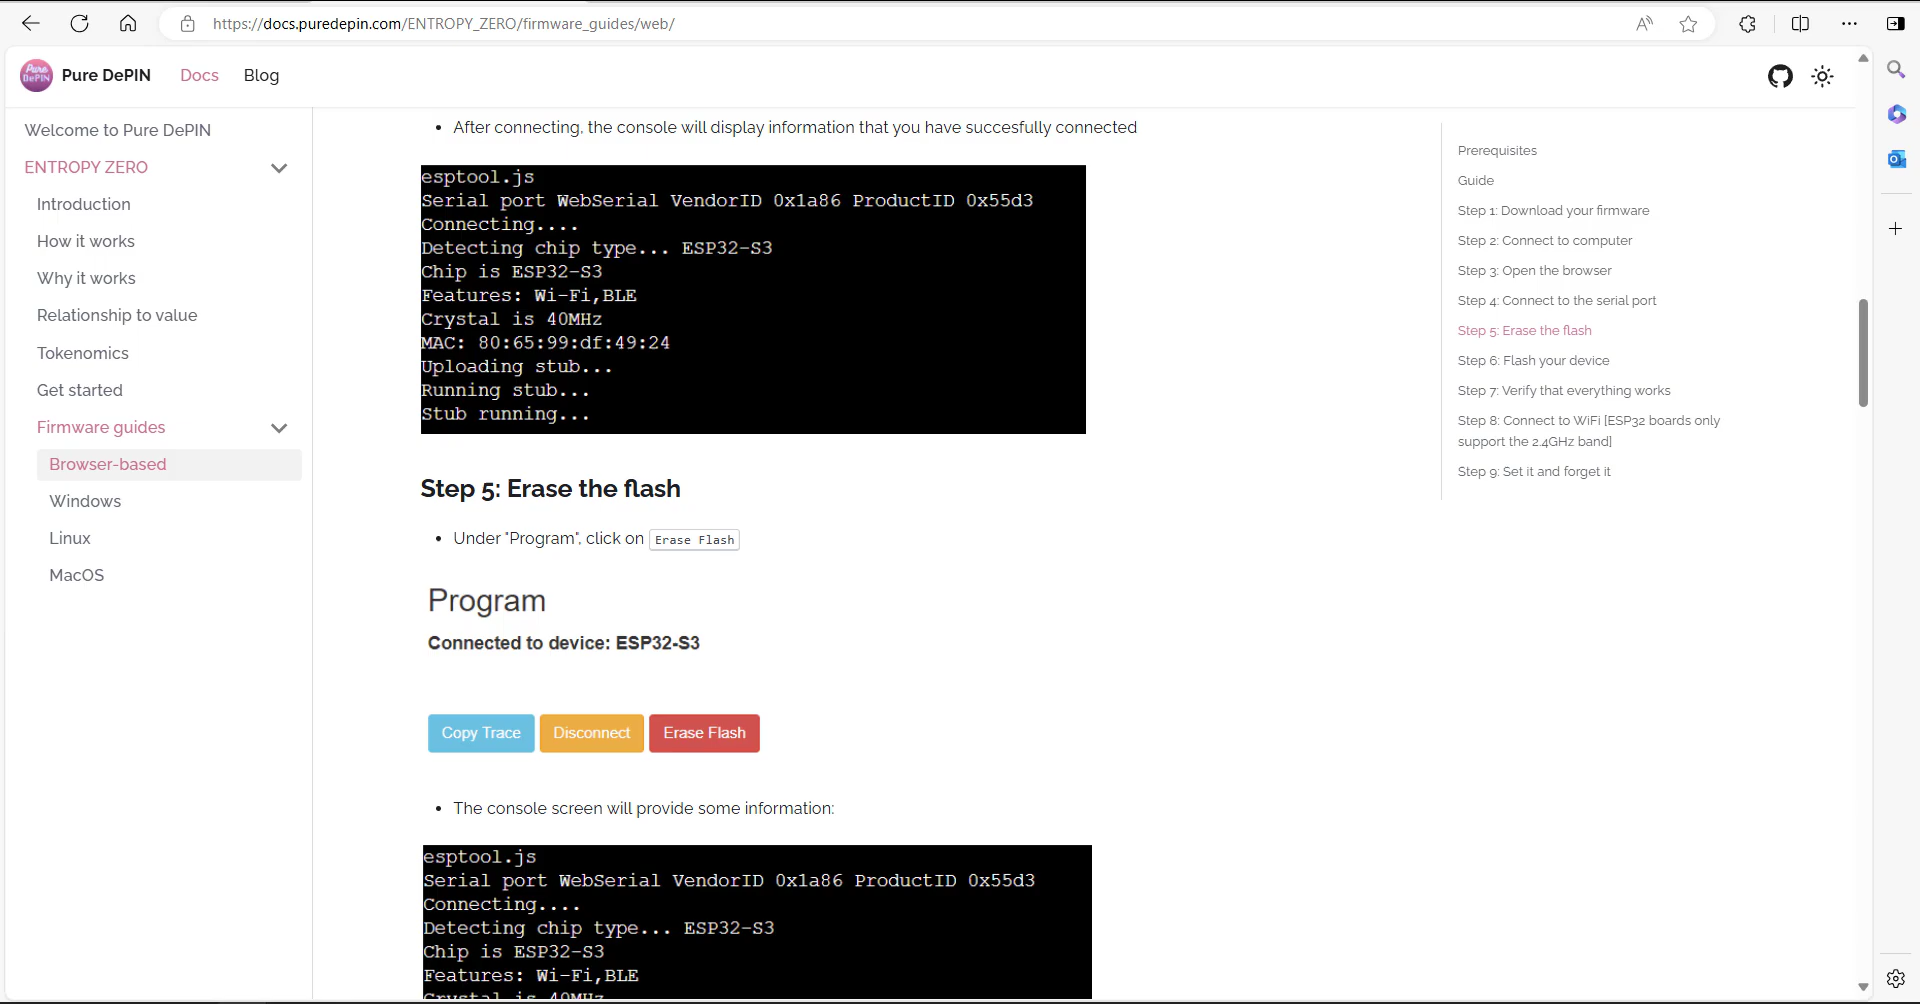 https://docs.puredepin.com/ENTROPY_ZERO/firmware_guides/web/
Pure DePIN
Pure DePIN
Docs
Blog
Welcome to Pure DePIN
ENTROPY ZERO
Introduction
How it works
Why it works
Relationship to value
Tokenomics
Get started
Firmware guides
Browser-based
Windows
Linux
MacOS
After connecting, the console will display information that you have succesfully connected
esptool.js
Serial port WebSerial VendorID 0x1a86 ProductID 0x55d3
Connecting....
Detecting chip type... ESP32-S3
Chip is ESP32-S3
Features: Wi-Fi,BLE
Crystal is 40MHz
MAC: 80:65:99:df:49:24
Uploading stub...
Running stub...
Stub running...
Step 5: Erase the flash
Under "Program", click on Erase Flash
Program
Connected to device: ESP32-S3
Copy Trace
Disconnect
Erase Flash
The console screen will provide some information:
esptool.js
Serial port WebSerial VendorID 0x1a86 ProductID 0x55d3
Connecting....
Detecting chip type... ESP32-S3
Chip is ESP32-S3
Features: Wi-Fi,BLE
Crystal is 40MHz
Prerequisites
Guide
Step 1: Download your firmware
Step 2: Connect to computer
Step 3: Open the browser
Step 4: Connect to the serial port
Step 5: Erase the flash
Step 6: Flash your device
Step 7: Verify that everything works
Step 8: Connect to WiFi [ESP32 boards only
support the 2.4GHz band]
Step 9: Set it and forget it